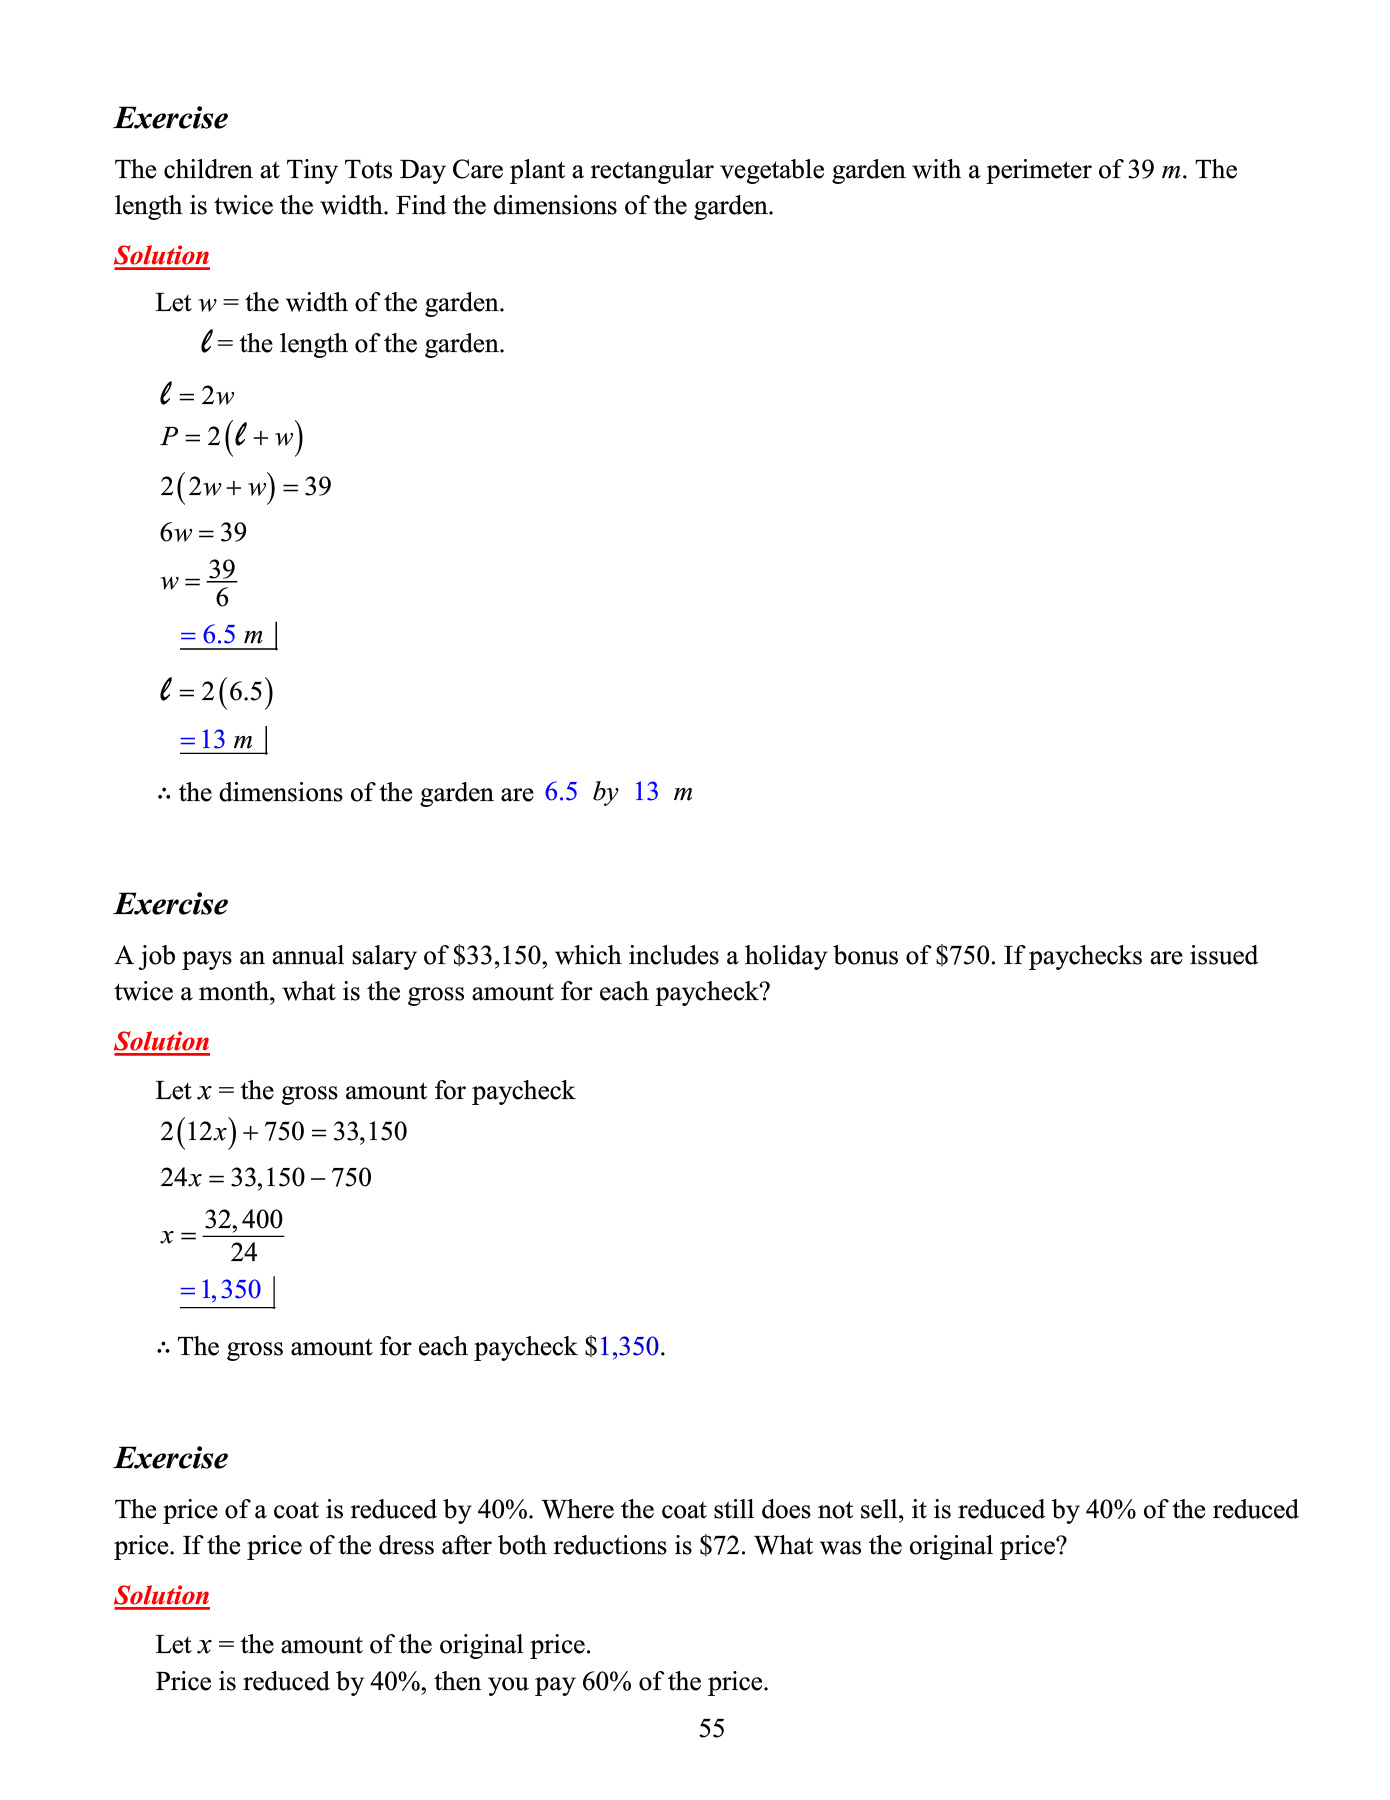 Exercise
The children at Tiny Tots Day Care plant a rectangular vegetable garden with a perimeter of 39 m. The
length is twice the width. Find the dimensions of the garden.
Solution
Let w = the width of the garden.
ℓ = the length of the garden.
ℓ = 2w
P = 2(ℓ + w)
2(2w + w) = 39
6w = 39
w = 39/6
= 6.5 m |
ℓ = 2(6.5)
= 13 m |
∴ the dimensions of the garden are 6.5 by 13 m
Exercise
A job pays an annual salary of $33,150, which includes a holiday bonus of $750. If paychecks are issued
twice a month, what is the gross amount for each paycheck?
Solution
Let x = the gross amount for paycheck
2(12x) + 750 = 33,150
24x = 33,150 – 750
x = 32,400/24
= 1,350 |
∴ The gross amount for each paycheck $1,350.
Exercise
The price of a coat is reduced by 40%. Where the coat still does not sell, it is reduced by 40% of the reduced
price. If the price of the dress after both reductions is $72. What was the original price?
Solution
Let x = the amount of the original price.
Price is reduced by 40%, then you pay 60% of the price.
55